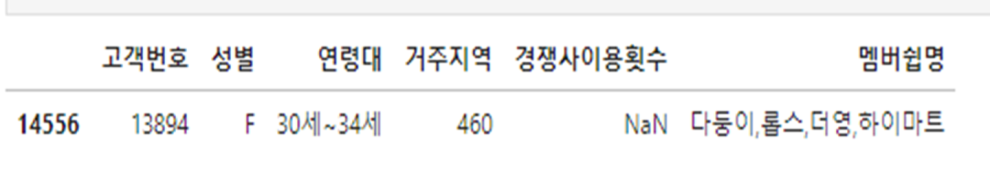 고객번호 성별 연령대 거주지역 경쟁사이용횟수 멤버쉽명
14556 13894 F 30세~34세 460 NaN 다둥이,롭스,더영,하이마트